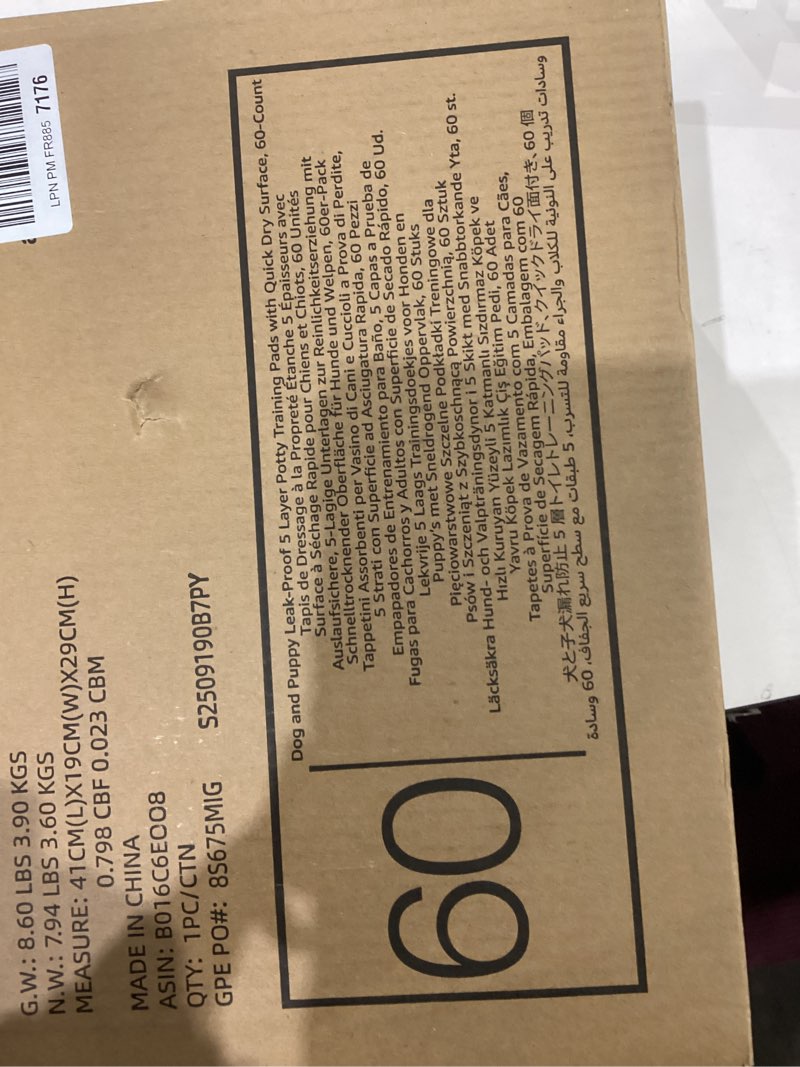 LPN PM FR885 7176
G.W.: 8.60 LBS 3.90 KGS
N.W.: 7.94 LBS 3.60 KGS
MEASURE: 41CM(L)X19CM(W)X29CM(H)
0.798 CBF 0.023 CBM
MADE IN CHINA
ASIN: B016C6EOO8
QTY: 1PC/CTN
GPE PO#: 8S675MIG S2509190B7PY
60
Dog and Puppy Leak-Proof 5 Layer Potty Training Pads with Quick Dry Surface, 60-Count
Tapis de Dressage à la Propreté Étanche 5 Épaisseurs avec
Surface à Séchage Rapide pour Chiens et Chiots, 60 Unités
Auslaufsichere, 5-Lagige Unterlagen zur Reinlichkeitserziehung mit
Schnelltrocknender Oberfläche für Hunde und Welpen, 60er-Pack
Tappetini Assorbenti per Vasino di Cani e Cuccioli a Prova di Perdite,
5 Strati con Superficie ad Asciugatura Rapida, 60 Pezzi
Empapadores de Entrenamiento para Baño, 5 Capas a Prueba de
Fugas para Cachorros y Adultos con Superficie de Secado Rápido, 60 Ud.
Lekvrije 5 Laags Trainingsdoekjes voor Honden en
Puppy's met Sneldrogend Oppervlak, 60 Stuks
Pięciowarstwowe Szczelne Podkładki Treningowe dla
Psów i Szczeniąt z Szybkoschnącą Powierzchnią, 60 Sztuk
Läcksäkra Hund- och Valpträningsdynor i 5 Skikt med Snabbtorkande Yta, 60 st.
Hızlı Kuruyan Yüzeyli 5 Katmanlı Sızdırmaz Köpek ve
Yavru Köpek Lazımlık Çiş Eğitim Pedi, 60 Adet
Tapetes à Prova de Vazamento com 5 Camadas para Cães,
Superfície de Secagem Rápida, Embalagem com 60
犬と子犬漏れ防止 5 層トイレトレーニングパッド、クイックドライ面付き、60 個
وسادات تدريب على النونية للكلاب والجراء مقاومة للتسرب، 5 طبقات مع سطح سريع الجفاف، 60 وسادة